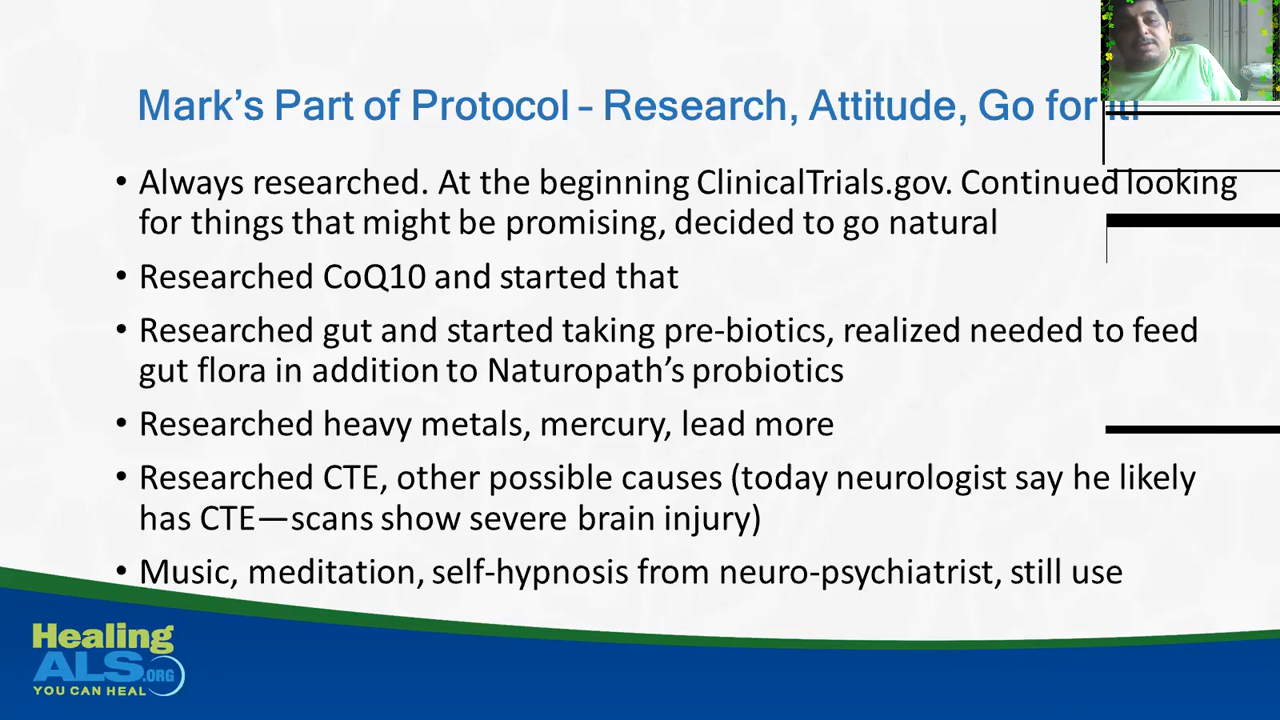 Mark's Part of Protocol – Research, Attitude, Go for it!
• Always researched. At the beginning ClinicalTrials.gov. Continued looking
for things that might be promising, decided to go natural
• Researched CoQ10 and started that
• Researched gut and started taking pre-biotics, realized needed to feed
gut flora in addition to Naturopath's probiotics
• Researched heavy metals, mercury, lead more
• Researched CTE, other possible causes (today neurologist say he likely
has CTE—scans show severe brain injury)
• Music, meditation, self-hypnosis from neuro-psychiatrist, still use
Healing
ALS.ORG
YOU CAN HEAL